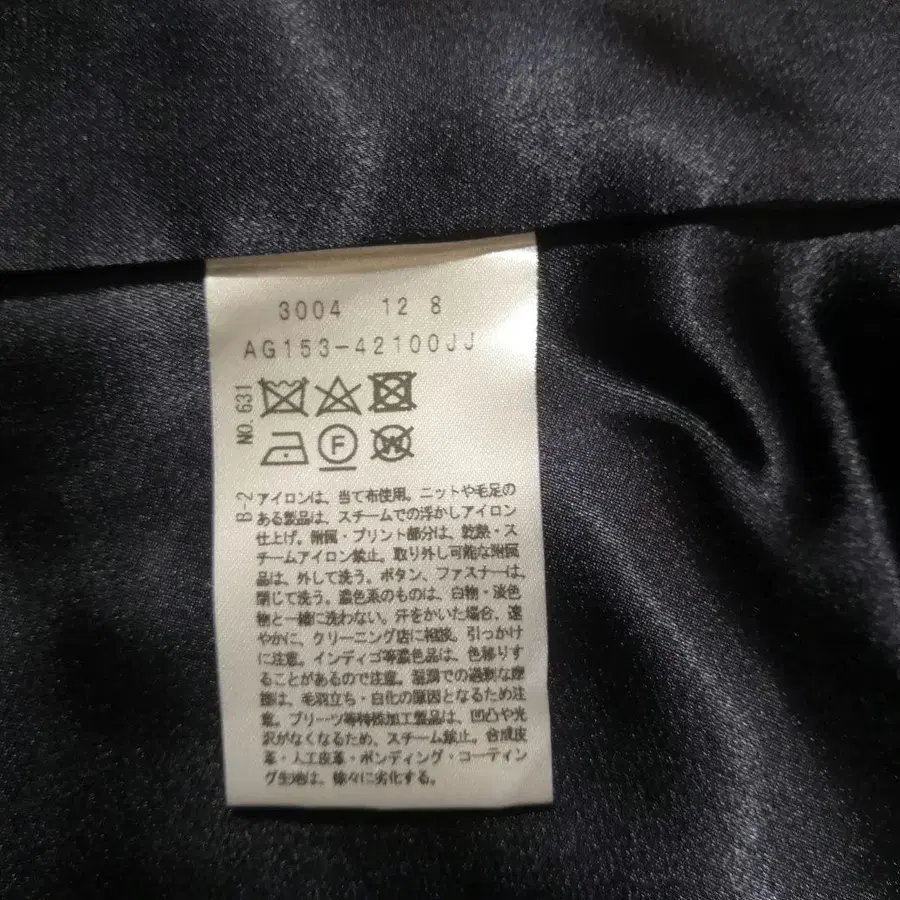 3004 12 8
AG153-42100JJ
NO. 631
F
W
B-2
アイロンは、当て布使用。ニットや毛足の
ある製品は、スチームでの浮かしアイロン
仕上げ。附属・プリント部分は、乾熱・ス
チームアイロン禁止。取り外し可能な附属
品は、外して洗う。ボタン、ファスナーは、
閉じて洗う。濃色系のものは、白物・淡色
物と一緒に洗わない。汗をかいた場合、速
やかに、クリーニング店に相談。引っかけ
に注意。インディゴ等濃色品は、色移りす
ることがあるので注意。湿潤での過剰な摩
擦は、毛羽立ち・白化の原因となるため注
意。プリーツ等特殊加工製品は、凹凸や光
沢がなくなるため、スチーム禁止。合成皮
革・人工皮革・ボンディング・コーティン
グ生地は、徐々に劣化する。